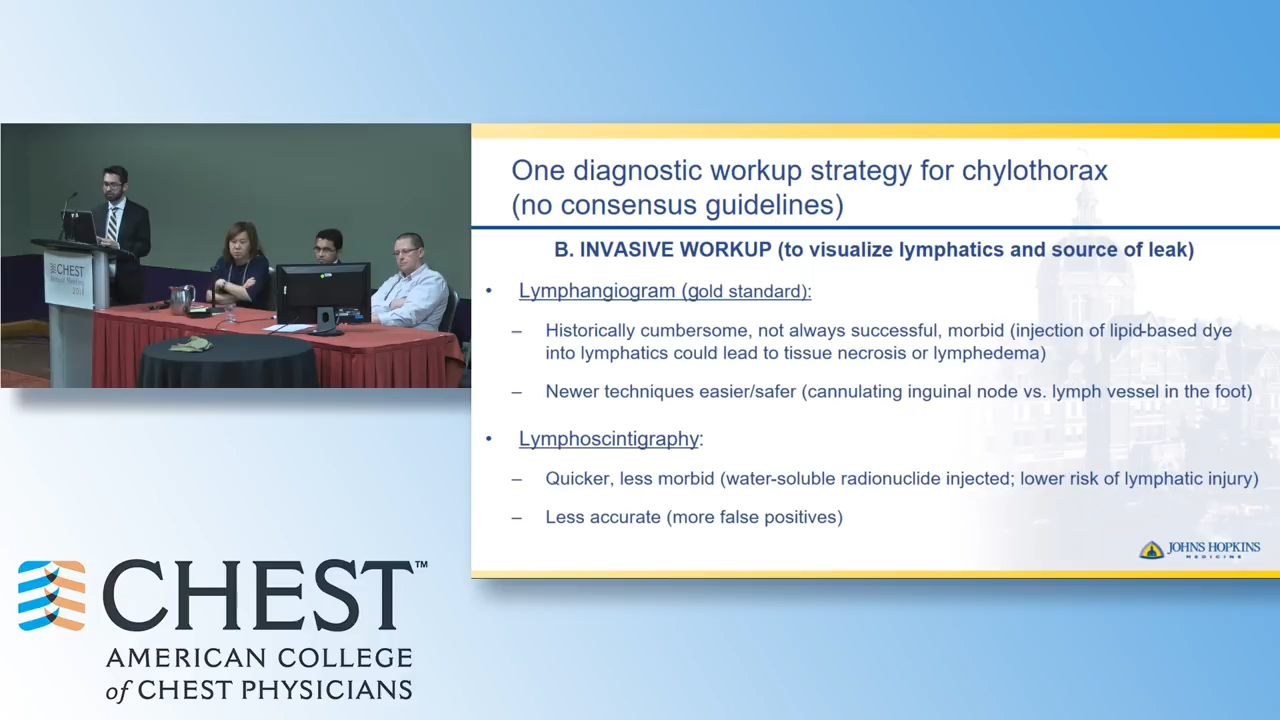 One diagnostic workup strategy for chylothorax
(no consensus guidelines)
B. INVASIVE WORKUP (to visualize lymphatics and source of leak)
• Lymphangiogram (gold standard):
– Historically cumbersome, not always successful, morbid (injection of lipid-based dye
into lymphatics could lead to tissue necrosis or lymphedema)
– Newer techniques easier/safer (cannulating inguinal node vs. lymph vessel in the foot)
• Lymphoscintigraphy:
– Quicker, less morbid (water-soluble radionuclide injected; lower risk of lymphatic injury)
– Less accurate (more false positives)
JOHNS HOPKINS
MEDICINE
CHEST
Annual Meeting
CHEST™
AMERICAN COLLEGE
of CHEST PHYSICIANS